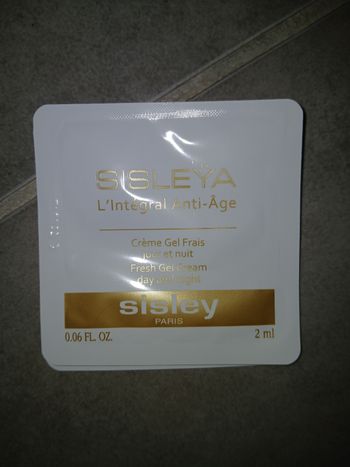 SISLEŸA
L'Intégral Anti-Âge
Crème Gel Frais
jour et nuit
Fresh Gel Cream
day and night
sisley
PARIS
0.06 FL. OZ. 2 ml